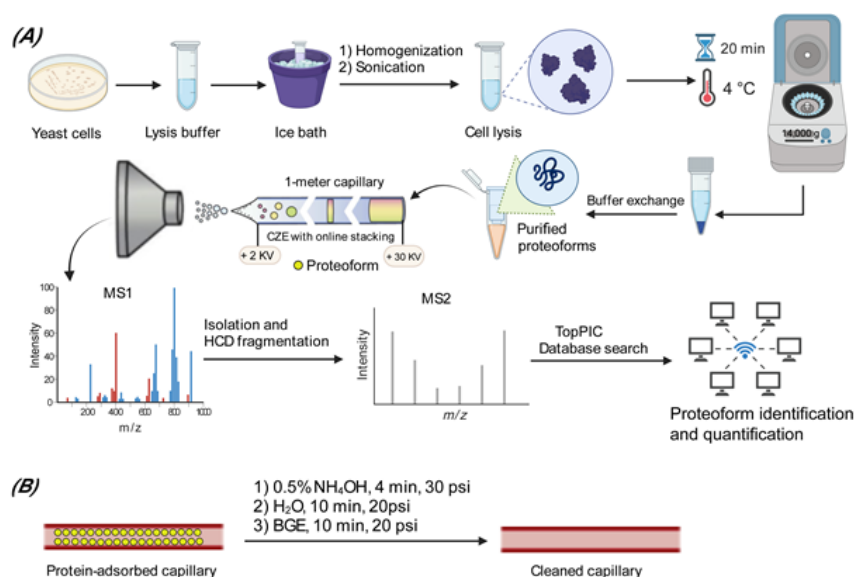 (A)
1) Homogenization
2) Sonication
20 min
4 °C
Yeast cells
Lysis buffer
Ice bath
Cell lysis
1-meter capillary
CZE with online stacking
+ 2 KV
+ 30 KV
Proteoform
Purified
proteoforms
Buffer exchange
MS1
Intensity
100
80
60
40
20
0
200
400
600
800
1000
m/z
Isolation and
HCD fragmentation
MS2
Intensity
m/z
TopPIC
Database search
Proteoform identification
and quantification
(B)
1) 0.5% NH₄OH, 4 min, 30 psi
2) H₂O, 10 min, 20psi
3) BGE, 10 min, 20 psi
Protein-adsorbed capillary
Cleaned capillary